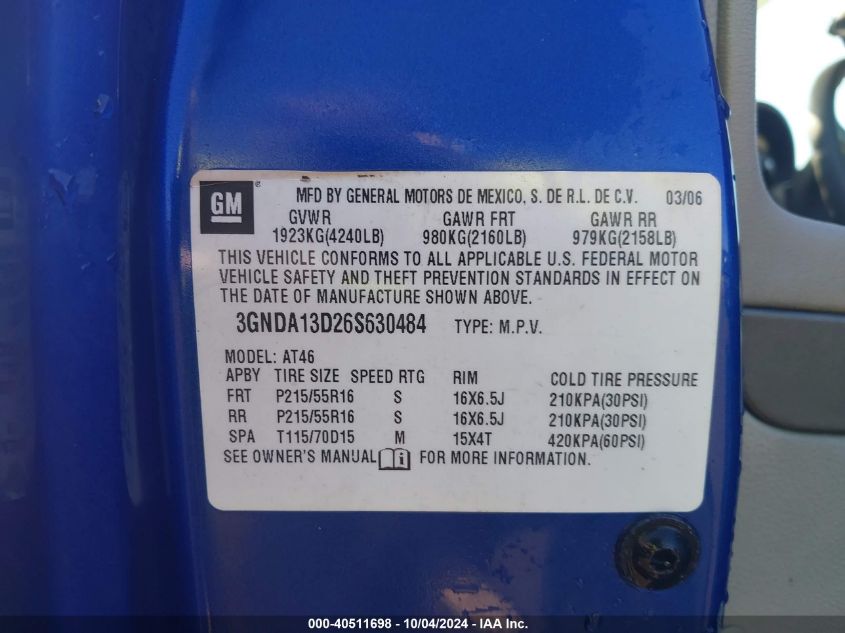 GM ® MFD BY GENERAL MOTORS DE MEXICO, S. DE R.L. DE C.V. 03/06
GVWR GAWR FRT GAWR RR
1923KG(4240LB) 980KG(2160LB) 979KG(2158LB)
THIS VEHICLE CONFORMS TO ALL APPLICABLE U.S. FEDERAL MOTOR
VEHICLE SAFETY AND THEFT PREVENTION STANDARDS IN EFFECT ON
THE DATE OF MANUFACTURE SHOWN ABOVE.
3GNDA13D26S630484 TYPE: M.P.V.
MODEL: AT46
APBY TIRE SIZE SPEED RTG RIM COLD TIRE PRESSURE
FRT P215/55R16 S 16X6.5J 210KPA(30PSI)
RR P215/55R16 S 16X6.5J 210KPA(30PSI)
SPA T115/70D15 M 15X4T 420KPA(60PSI)
SEE OWNER'S MANUAL i FOR MORE INFORMATION.
000-40511698 - 10/04/2024 - IAA Inc.